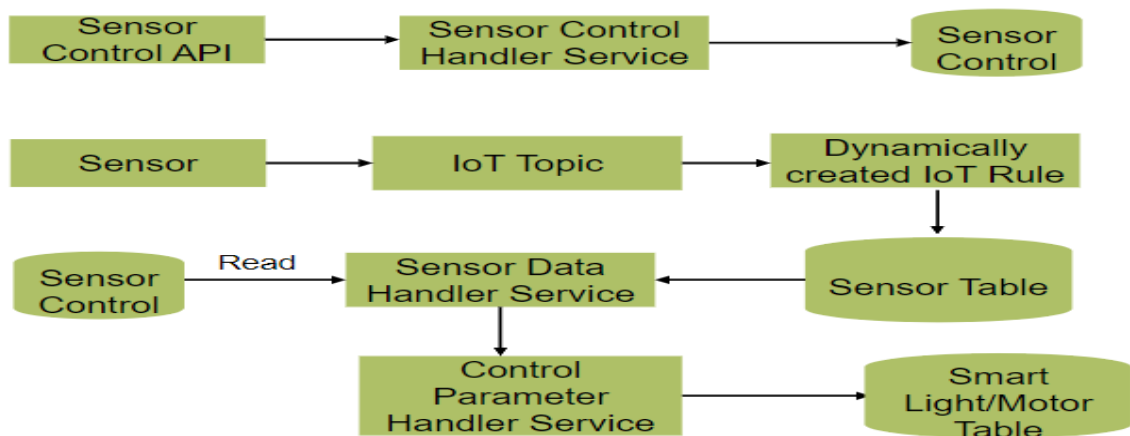 Sensor
Control API
Sensor Control
Handler Service
Sensor
Control
Sensor
IoT Topic
Dynamically
created IoT Rule
Sensor
Control
Read
Sensor Data
Handler Service
Sensor Table
Control
Parameter
Handler Service
Smart
Light/Motor
Table